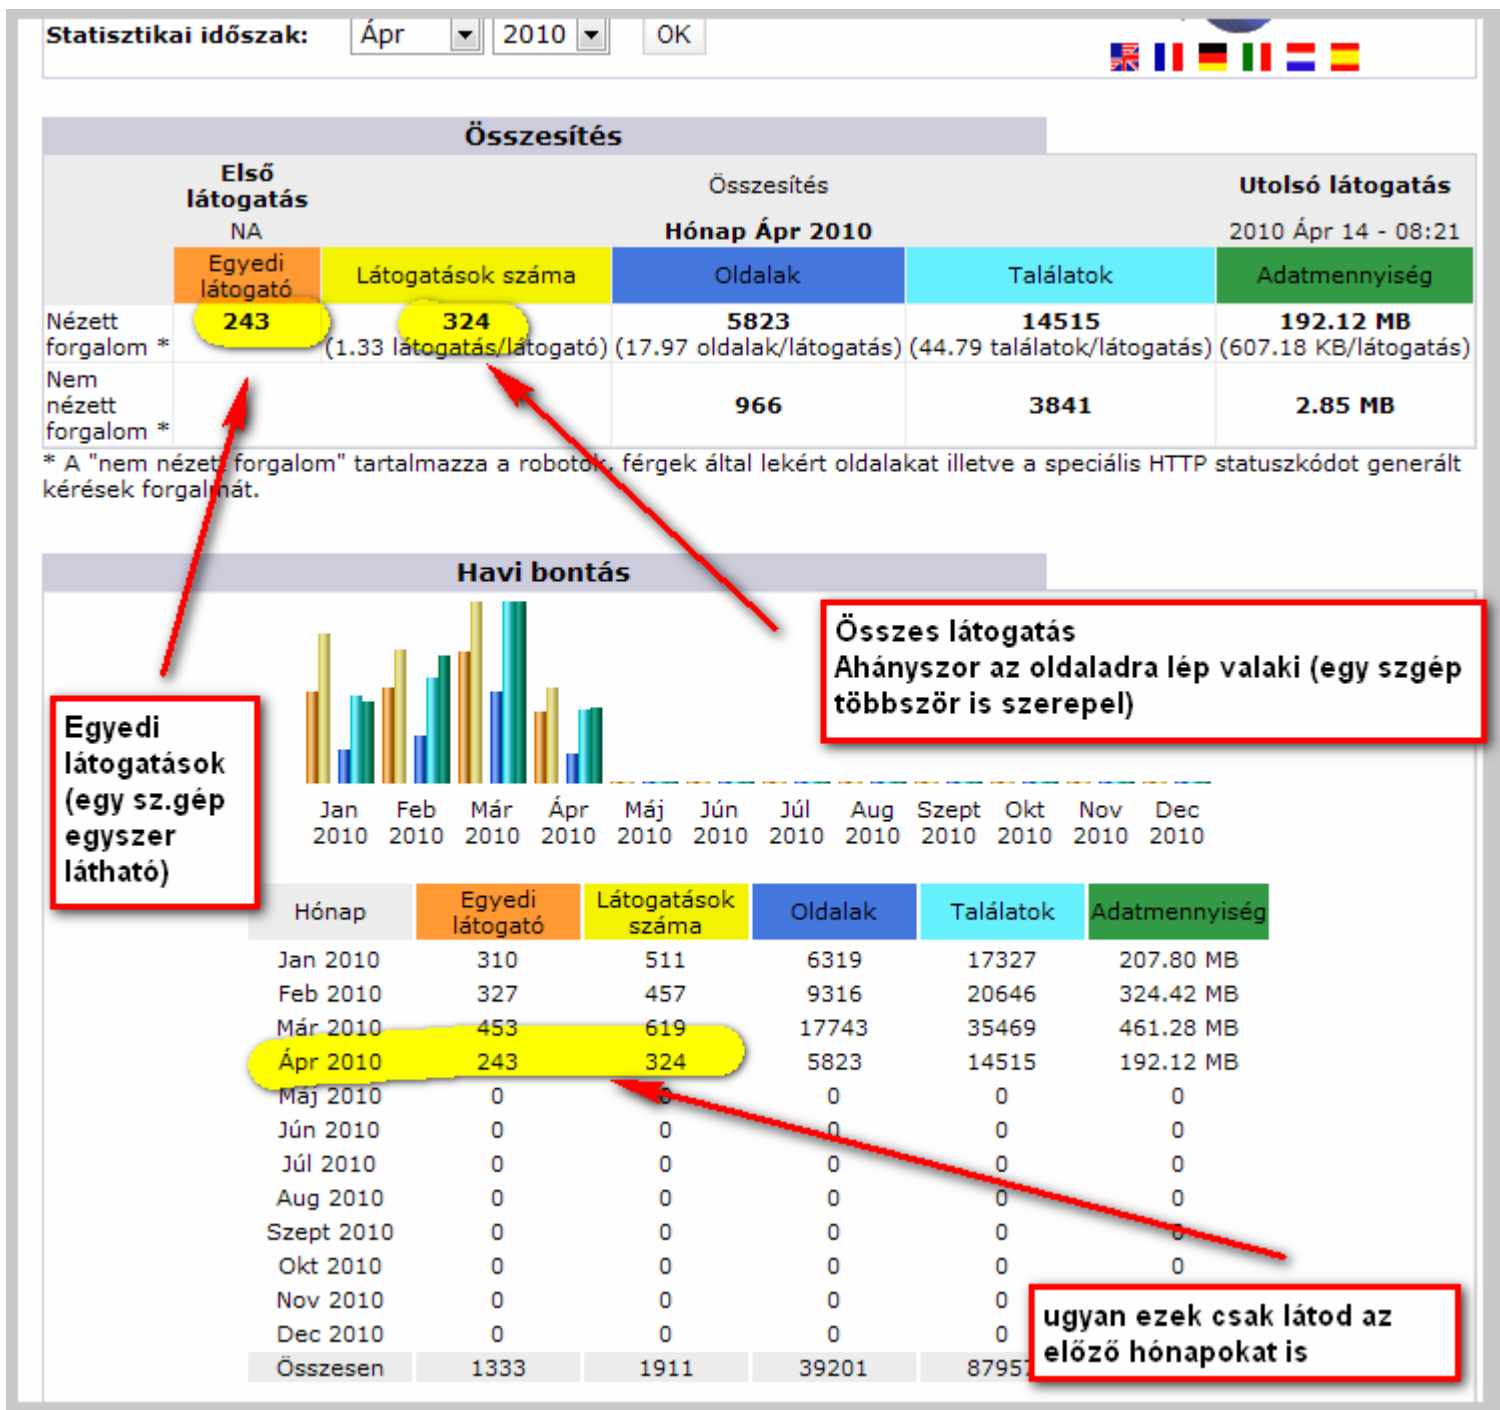 Statisztikai időszak: Ápr 2010 OK
Összesítés
Első látogatás
Összesítés
Utolsó látogatás
NA
Hónap Ápr 2010
2010 Ápr 14 - 08:21
Egyedi látogató
Látogatások száma
Oldalak
Találatok
Adatmennyiség
Nézett forgalom *
243
324
(1.33 látogatás/látogató)
5823
(17.97 oldalak/látogatás)
14515
(44.79 találatok/látogatás)
192.12 MB
(607.18 KB/látogatás)
Nem nézett forgalom *
966
3841
2.85 MB
* A "nem nézett forgalom" tartalmazza a robotok, férgek által lekért oldalakat illetve a speciális HTTP statuszkódot generált
kérések forgalmát.
Havi bontás
Összes látogatás
Ahányszor az oldaladra lép valaki (egy szgép
többször is szerepel)
Egyedi
látogatások
(egy sz.gép
egyszer
látható)
Jan Feb Már Ápr Máj Jún Júl Aug Szept Okt Nov Dec
2010 2010 2010 2010 2010 2010 2010 2010 2010 2010 2010 2010
Hónap Egyedi látogató Látogatások száma Oldalak Találatok Adatmennyiség
Jan 2010 310 511 6319 17327 207.80 MB
Feb 2010 327 457 9316 20646 324.42 MB
Már 2010 453 619 17743 35469 461.28 MB
Ápr 2010 243 324 5823 14515 192.12 MB
Máj 2010 0 0 0 0 0
Jún 2010 0 0 0 0 0
Júl 2010 0 0 0 0 0
Aug 2010 0 0 0 0 0
Szept 2010 0 0 0 0 0
Okt 2010 0 0 0 0 0
Nov 2010 0 0 0 0
Dec 2010 0 0 0 0
Összesen 1333 1911 39201
ugyan ezek csak látod az
előző hónapokat is